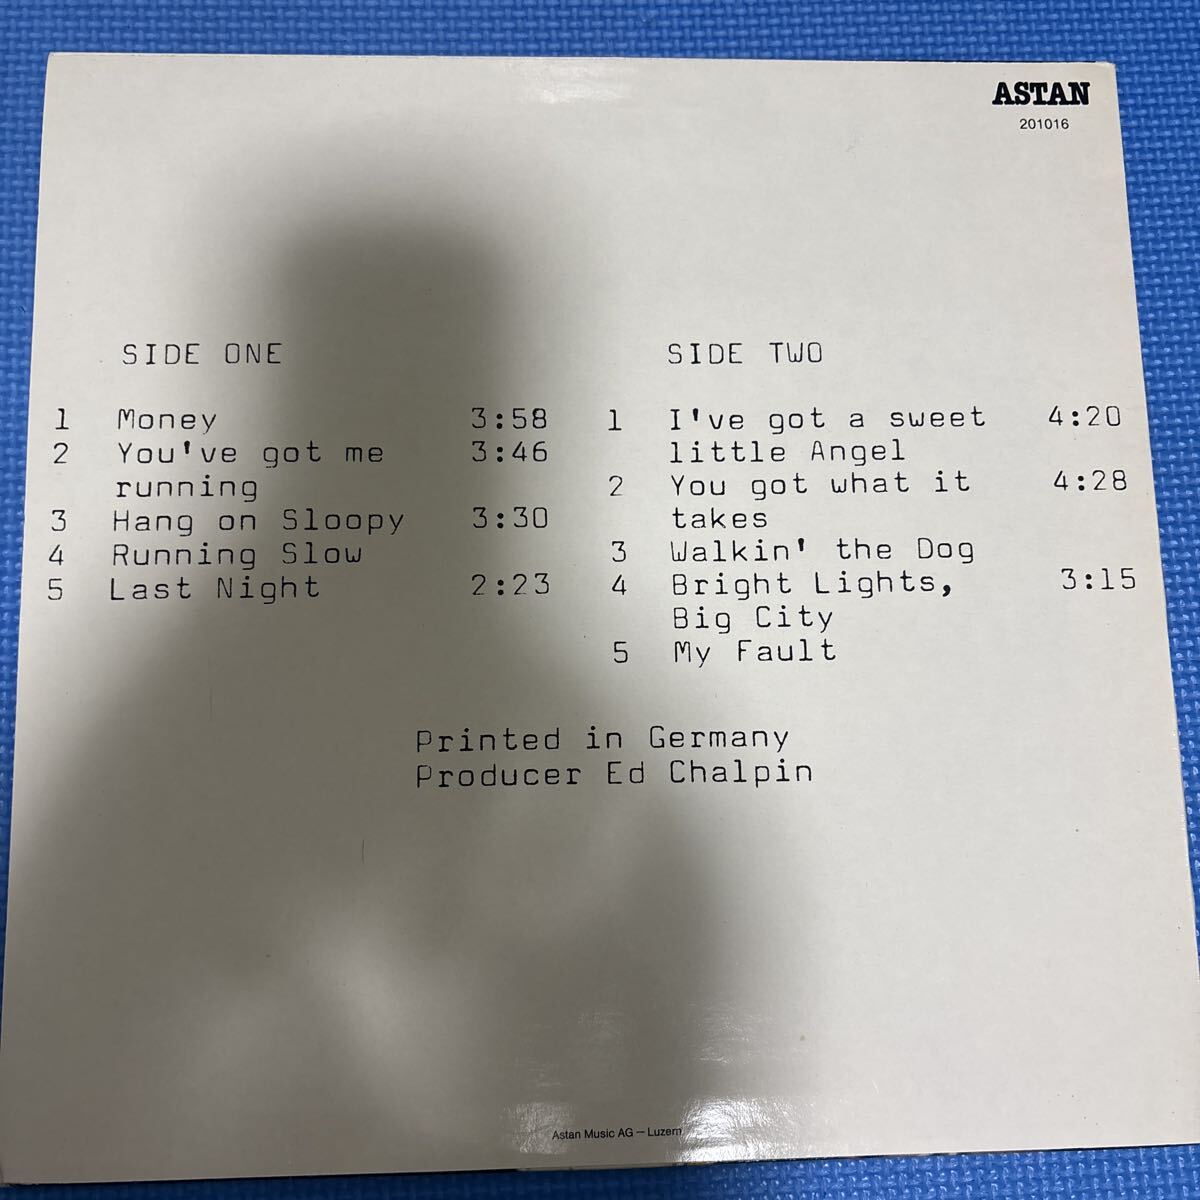 ASTAN
201016
SIDE ONE
1 Money 3:58
2 You've got me 3:46
running
3 Hang on Sloopy 3:30
4 Running Slow
5 Last Night 2:23
SIDE TWO
1 I've got a sweet 4:20
little Angel
2 You got what it 4:28
takes
3 Walkin' the Dog
4 Bright Lights, 3:15
Big City
5 My Fault
Printed in Germany
Producer Ed Chalpin
Astan Music AG – Luzern